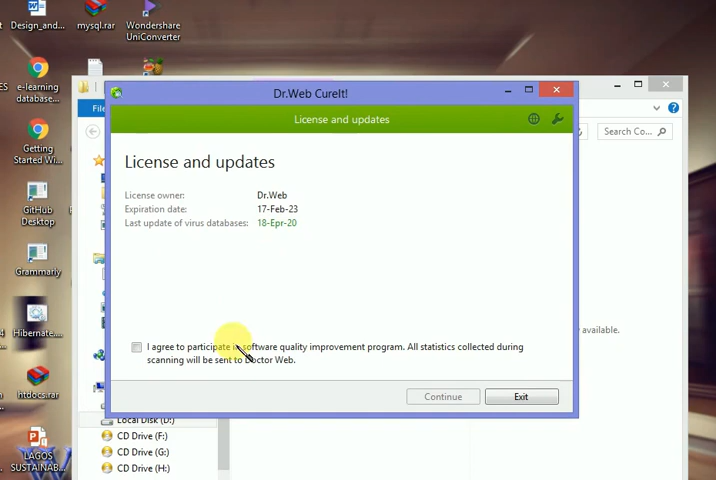 Design_and...
mysql.rar
Wondershare
UniConverter
e-learning
database...
Getting
Started Wi...
GitHub
Desktop
Grammarly
Hibernate....
htdocs.rar
LAGOS
SUSTAINAB...
File
Search Co...
Dr.Web CureIt!
License and updates
License and updates
License owner: Dr.Web
Expiration date: 17-Feb-23
Last update of virus databases: 18-Epr-20
I agree to participate in software quality improvement program. All statistics collected during
scanning will be sent to Doctor Web.
Continue
Exit
available.
Local Disk (D:)
CD Drive (F:)
CD Drive (G:)
CD Drive (H:)